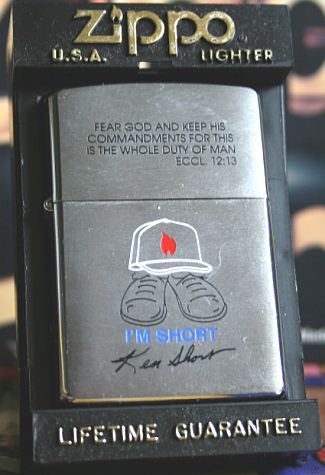 Zippo
U.S.A. LIGHTER
FEAR GOD AND KEEP HIS
COMMANDMENTS FOR THIS
IS THE WHOLE DUTY OF MAN
ECCL. 12:13
I'M SHORT
Ken Short
LIFETIME GUARANTEE